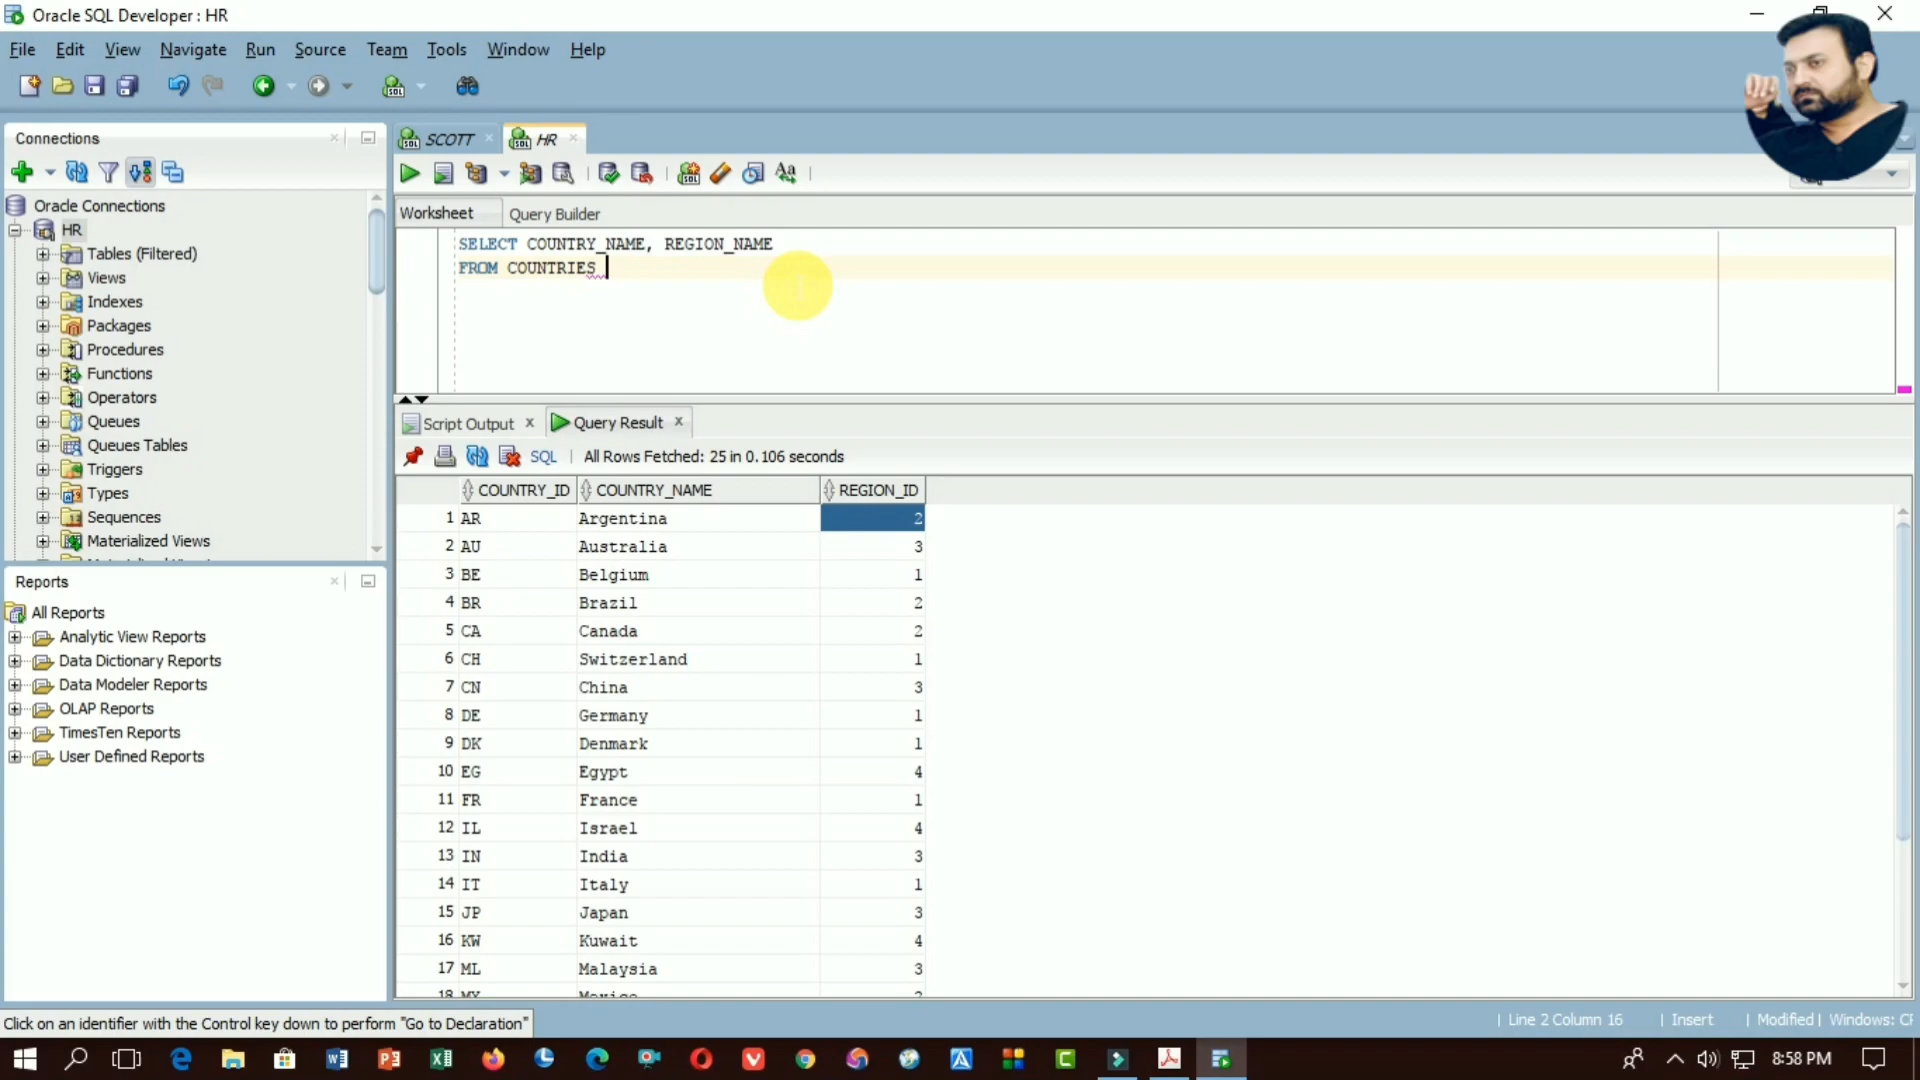 Oracle SQL Developer : HR
File Edit View Navigate Run Source Team Tools Window Help
Connections
SCOTT
HR
Oracle Connections
HR
Tables (Filtered)
Views
Indexes
Packages
Procedures
Functions
Operators
Queues
Queues Tables
Triggers
Types
Sequences
Materialized Views
Reports
All Reports
Analytic View Reports
Data Dictionary Reports
Data Modeler Reports
OLAP Reports
TimesTen Reports
User Defined Reports
Worksheet Query Builder
SELECT COUNTRY_NAME, REGION_NAME
FROM COUNTRIES
Script Output Query Result
SQL All Rows Fetched: 25 in 0.106 seconds
COUNTRY_ID COUNTRY_NAME REGION_ID
1 AR Argentina 2
2 AU Australia 3
3 BE Belgium 1
4 BR Brazil 2
5 CA Canada 2
6 CH Switzerland 1
7 CN China 3
8 DE Germany 1
9 DK Denmark 1
10 EG Egypt 4
11 FR France 1
12 IL Israel 4
13 IN India 3
14 IT Italy 1
15 JP Japan 3
16 KW Kuwait 4
17 ML Malaysia 3
Click on an identifier with the Control key down to perform "Go to Declaration"
Line 2 Column 16 Insert Modified Windows:
8:58 PM